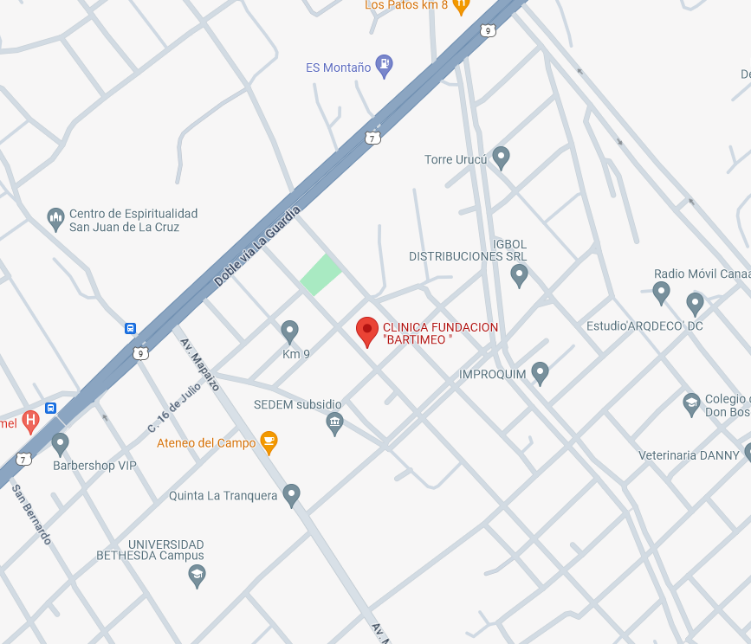 Los Patos km 8
9
ES Montaño
7
De
Torre Urucú
Centro de Espiritualidad
San Juan de La Cruz
Doble vía La Guardia
IGBOL
DISTRIBUCIONES SRL
Radio Móvil Canaa
Estudio'ARQDECO' DC
CLINICA FUNDACION
"BARTIMEO "
Km 9
9
Av. Mapaizo
IMPROQUIM
C. 16 de Julio
SEDEM subsidio
Colegio
Don Bos
H
mel
Ateneo del Campo
7
Barbershop VIP
Veterinaria DANNY
San Bernardo
Quinta La Tranquera
UNIVERSIDAD
BETHESDA Campus
Av. M